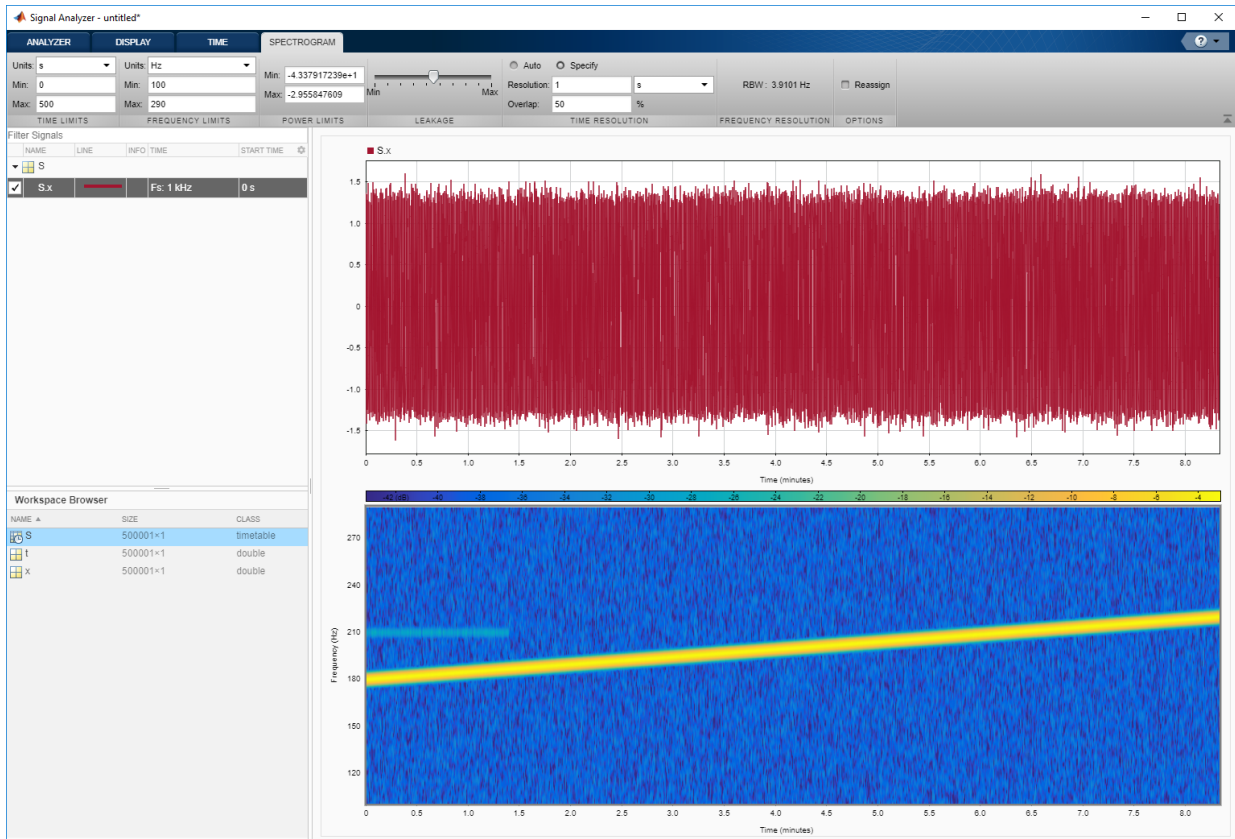 Signal Analyzer - untitled*
ANALYZER DISPLAY TIME SPECTROGRAM ?
Units: s Units: Hz Min: -4.337917239e+1 Auto Specify
Min: 0 Min: 100 Max: -2.955847609 Min Max Resolution: 1 s RBW : 3.9101 Hz Reassign
Max: 500 Max: 290 Overlap: 50 %
TIME LIMITS FREQUENCY LIMITS POWER LIMITS LEAKAGE TIME RESOLUTION FREQUENCY RESOLUTION OPTIONS
Filter Signals
NAME LINE INFO TIME START TIME
S
S.x Fs: 1 kHz 0 s
Workspace Browser
NAME SIZE CLASS
S 500001×1 timetable
t 500001×1 double
x 500001×1 double
S.x
1.5
1.0
0.5
0
-0.5
-1.0
-1.5
0 0.5 1.0 1.5 2.0 2.5 3.0 3.5 4.0 4.5 5.0 5.5 6.0 6.5 7.0 7.5 8.0
Time (minutes)
-42 (dB) -40 -38 -36 -34 -32 -30 -28 -26 -24 -22 -20 -18 -16 -14 -12 -10 -8 -6 -4
270
240
210
180
150
120
Frequency (Hz)
0 0.5 1.0 1.5 2.0 2.5 3.0 3.5 4.0 4.5 5.0 5.5 6.0 6.5 7.0 7.5 8.0
Time (minutes)